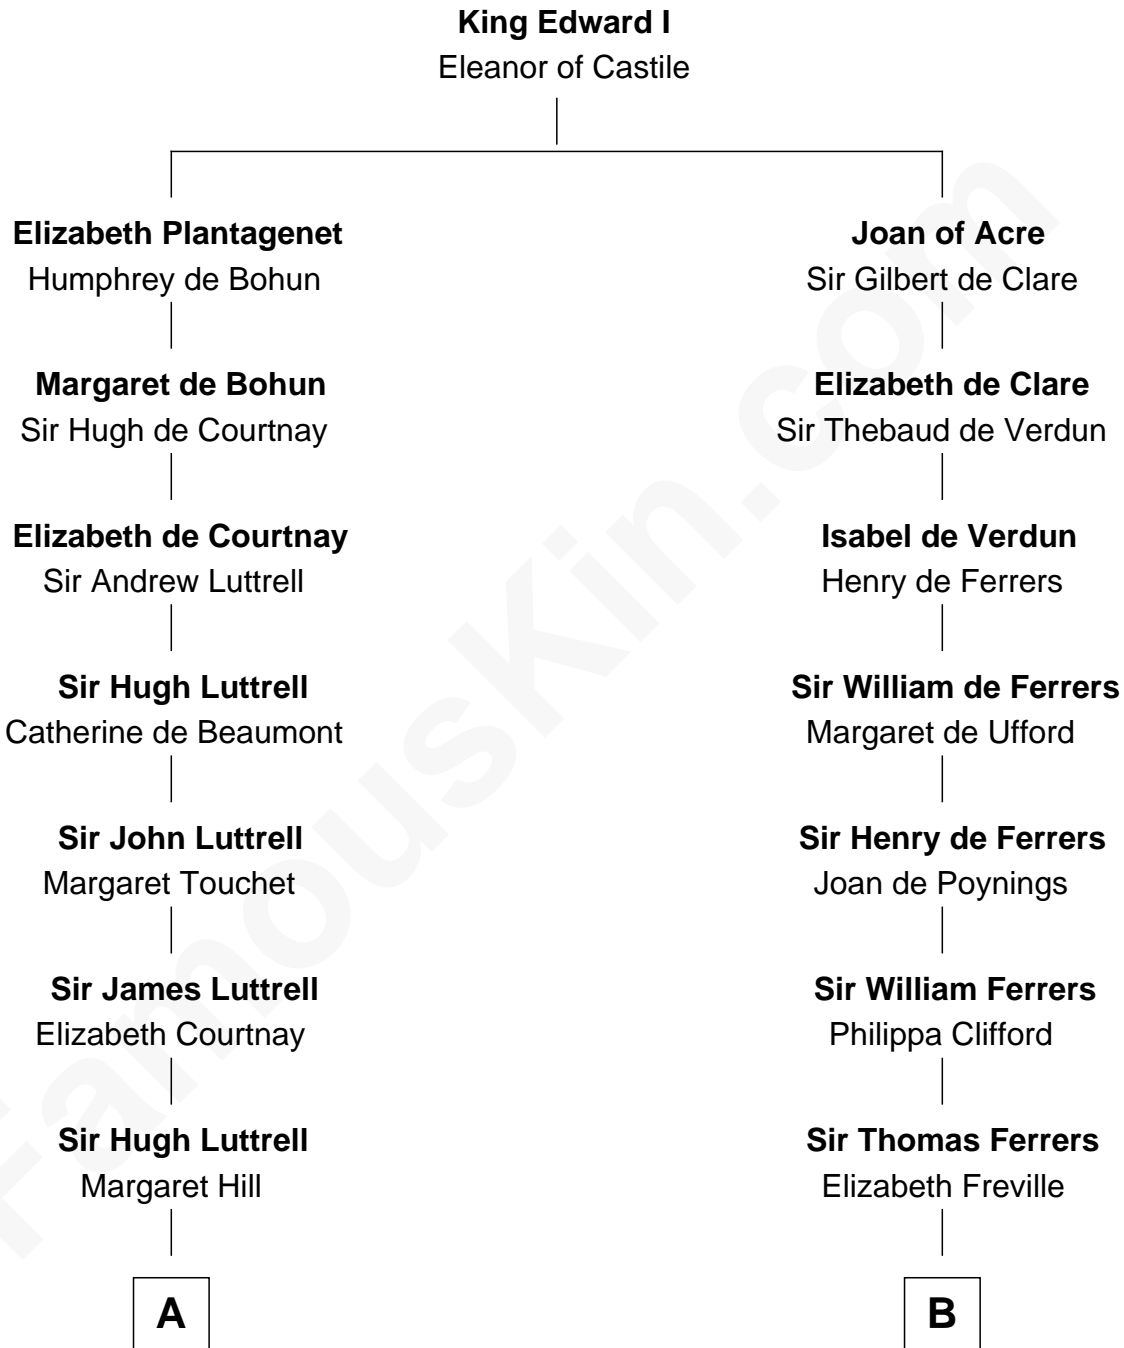 King Edward I
Eleanor of Castile
Elizabeth Plantagenet
Humphrey de Bohun
Margaret de Bohun
Sir Hugh de Courtnay
Elizabeth de Courtnay
Sir Andrew Luttrell
Sir Hugh Luttrell
Catherine de Beaumont
Sir John Luttrell
Margaret Touchet
Sir James Luttrell
Elizabeth Courtnay
Sir Hugh Luttrell
Margaret Hill
A
Joan of Acre
Sir Gilbert de Clare
Elizabeth de Clare
Sir Thebaud de Verdun
Isabel de Verdun
Henry de Ferrers
Sir William de Ferrers
Margaret de Ufford
Sir Henry de Ferrers
Joan de Poynings
Sir William Ferrers
Philippa Clifford
Sir Thomas Ferrers
Elizabeth Freville
B
FamousKin.com